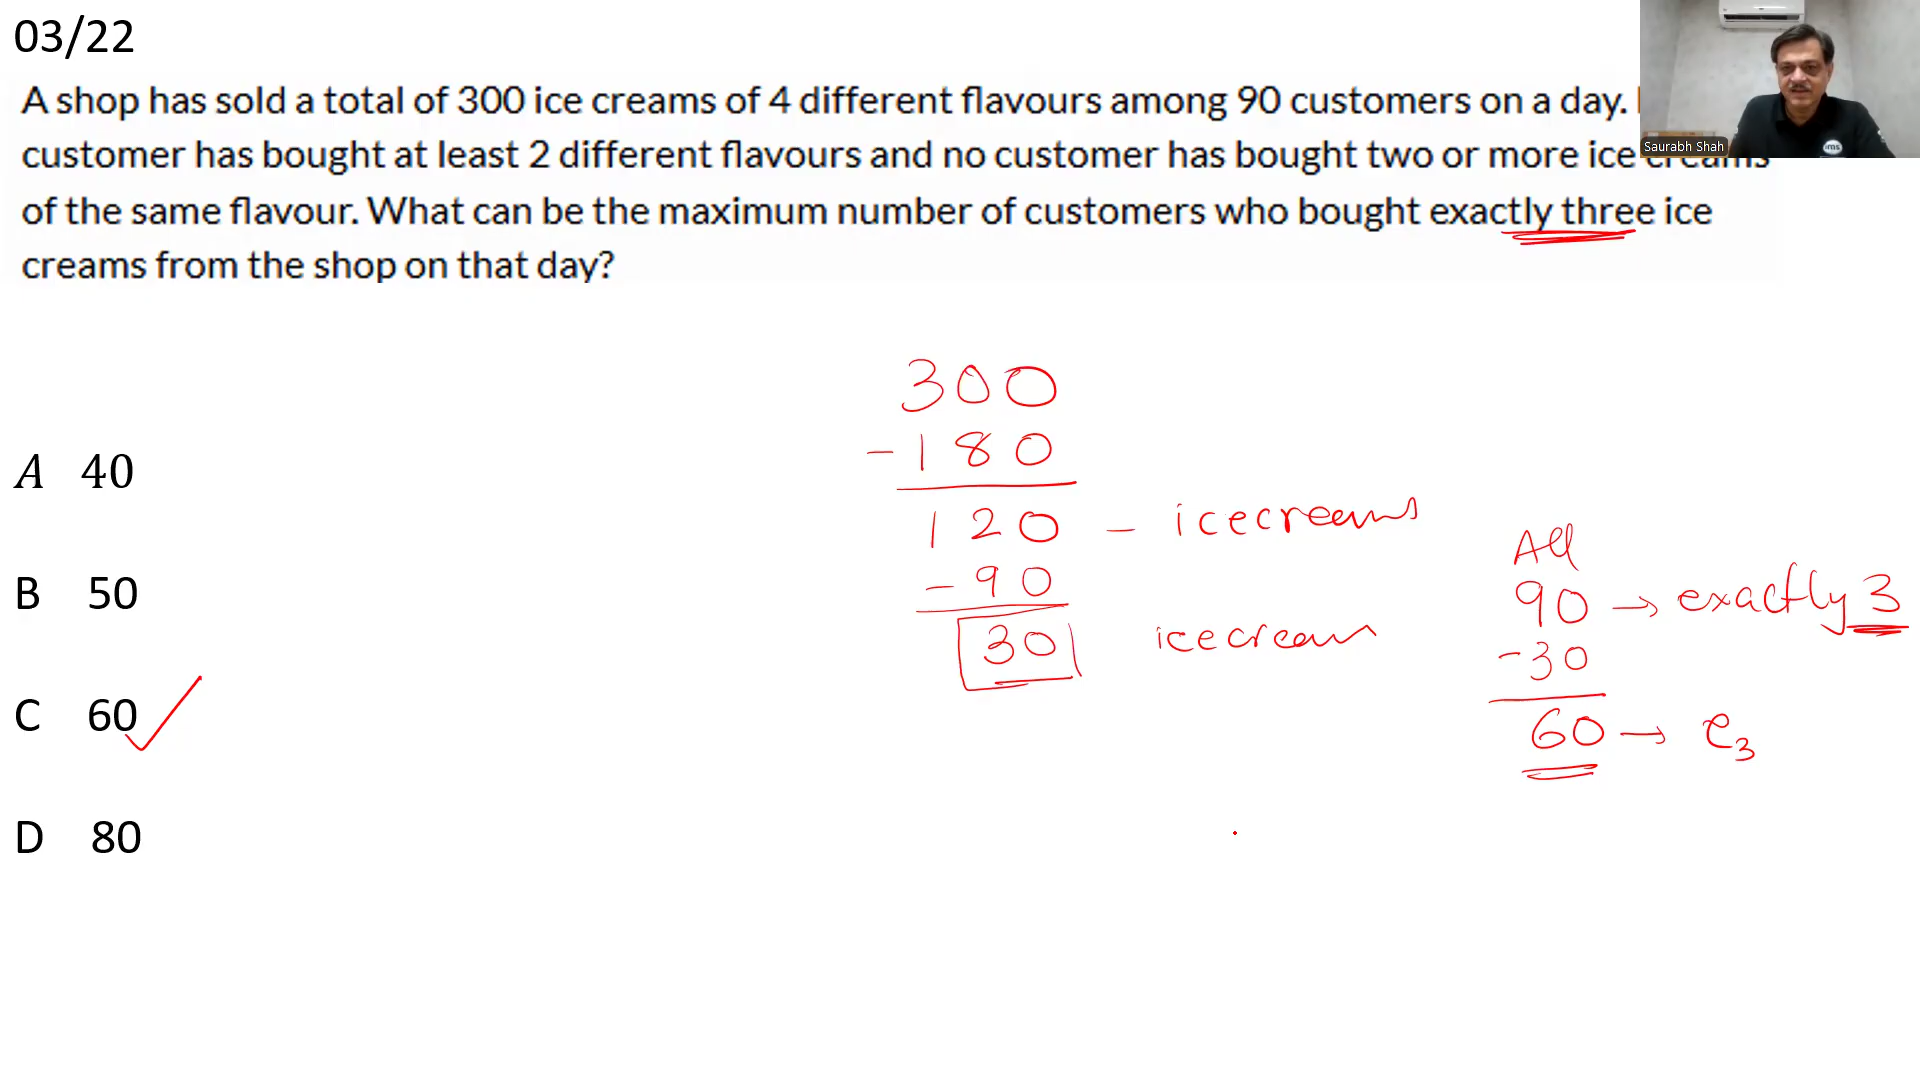 03/22
A shop has sold a total of 300 ice creams of 4 different flavours among 90 customers on a day.
customer has bought at least 2 different flavours and no customer has bought two or more ice creams
of the same flavour. What can be the maximum number of customers who bought exactly three ice
creams from the shop on that day?
Saurabh Shah
ims
300
- 180
120 - icecreams
- 90
30 icecream
All
90 → exactly 3
- 30
60 → e3
A 40
B 50
C 60
D 80